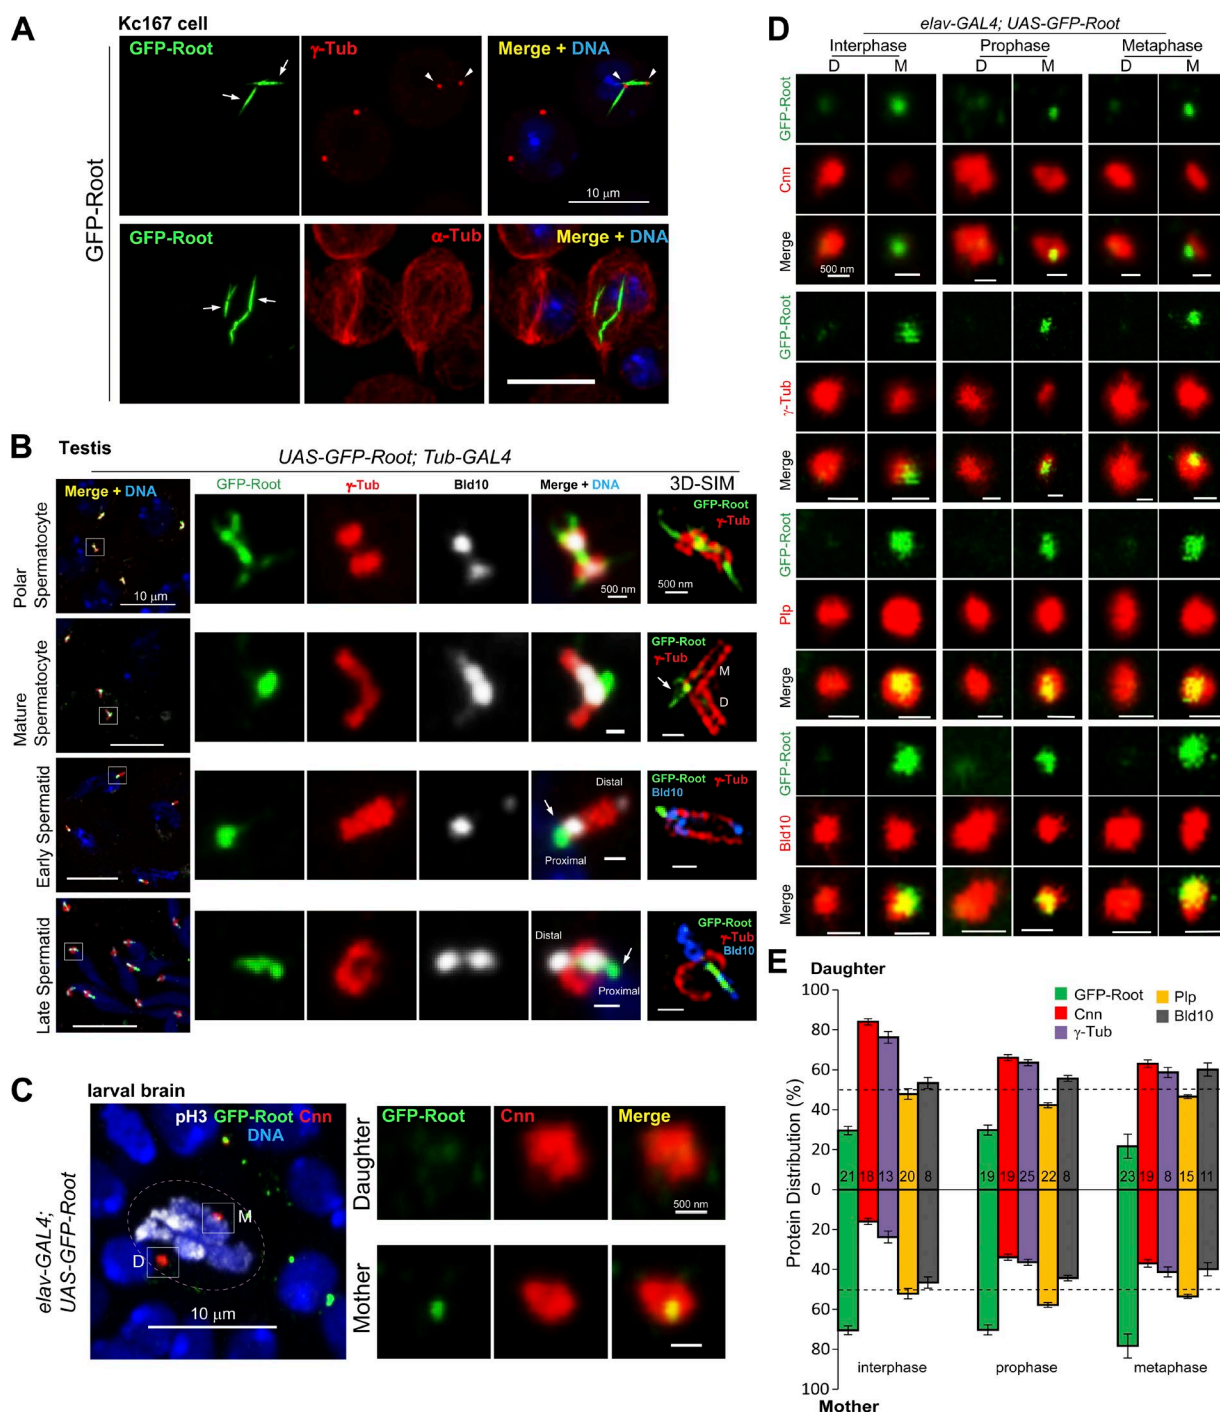 A
Kc167 cell
GFP-Root
GFP-Root
γ-Tub
Merge + DNA
10 μm
GFP-Root
α-Tub
Merge + DNA
B
Testis
UAS-GFP-Root; Tub-GAL4
Merge + DNA
GFP-Root
γ-Tub
Bld10
Merge + DNA
3D-SIM
Polar
Spermatocyte
10 μm
500 nm
GFP-Root
γ-Tub
500 nm
Mature
Spermatocyte
GFP-Root
γ-Tub
M
D
Early Spermatid
Distal
Proximal
GFP-Root
γ-Tub
Bld10
Late Spermatid
Distal
Proximal
GFP-Root
γ-Tub
Bld10
C
larval brain
elav-GAL4;
UAS-GFP-Root
pH3 GFP-Root Cnn
DNA
M
D
10 μm
GFP-Root
Cnn
Merge
Daughter
500 nm
Mother
D
elav-GAL4; UAS-GFP-Root
Interphase
Prophase
Metaphase
D
M
D
M
D
M
GFP-Root
Cnn
Merge
500 nm
GFP-Root
γ-Tub
Merge
GFP-Root
Plp
Merge
GFP-Root
Bld10
Merge
E
Daughter
GFP-Root
Cnn
γ-Tub
Plp
Bld10
Protein Distribution (%)
100
80
60
40
20
0
20
40
60
80
100
21 18 13 20 8
19 19 25 22 8
23 19 8 15 11
interphase
prophase
metaphase
Mother